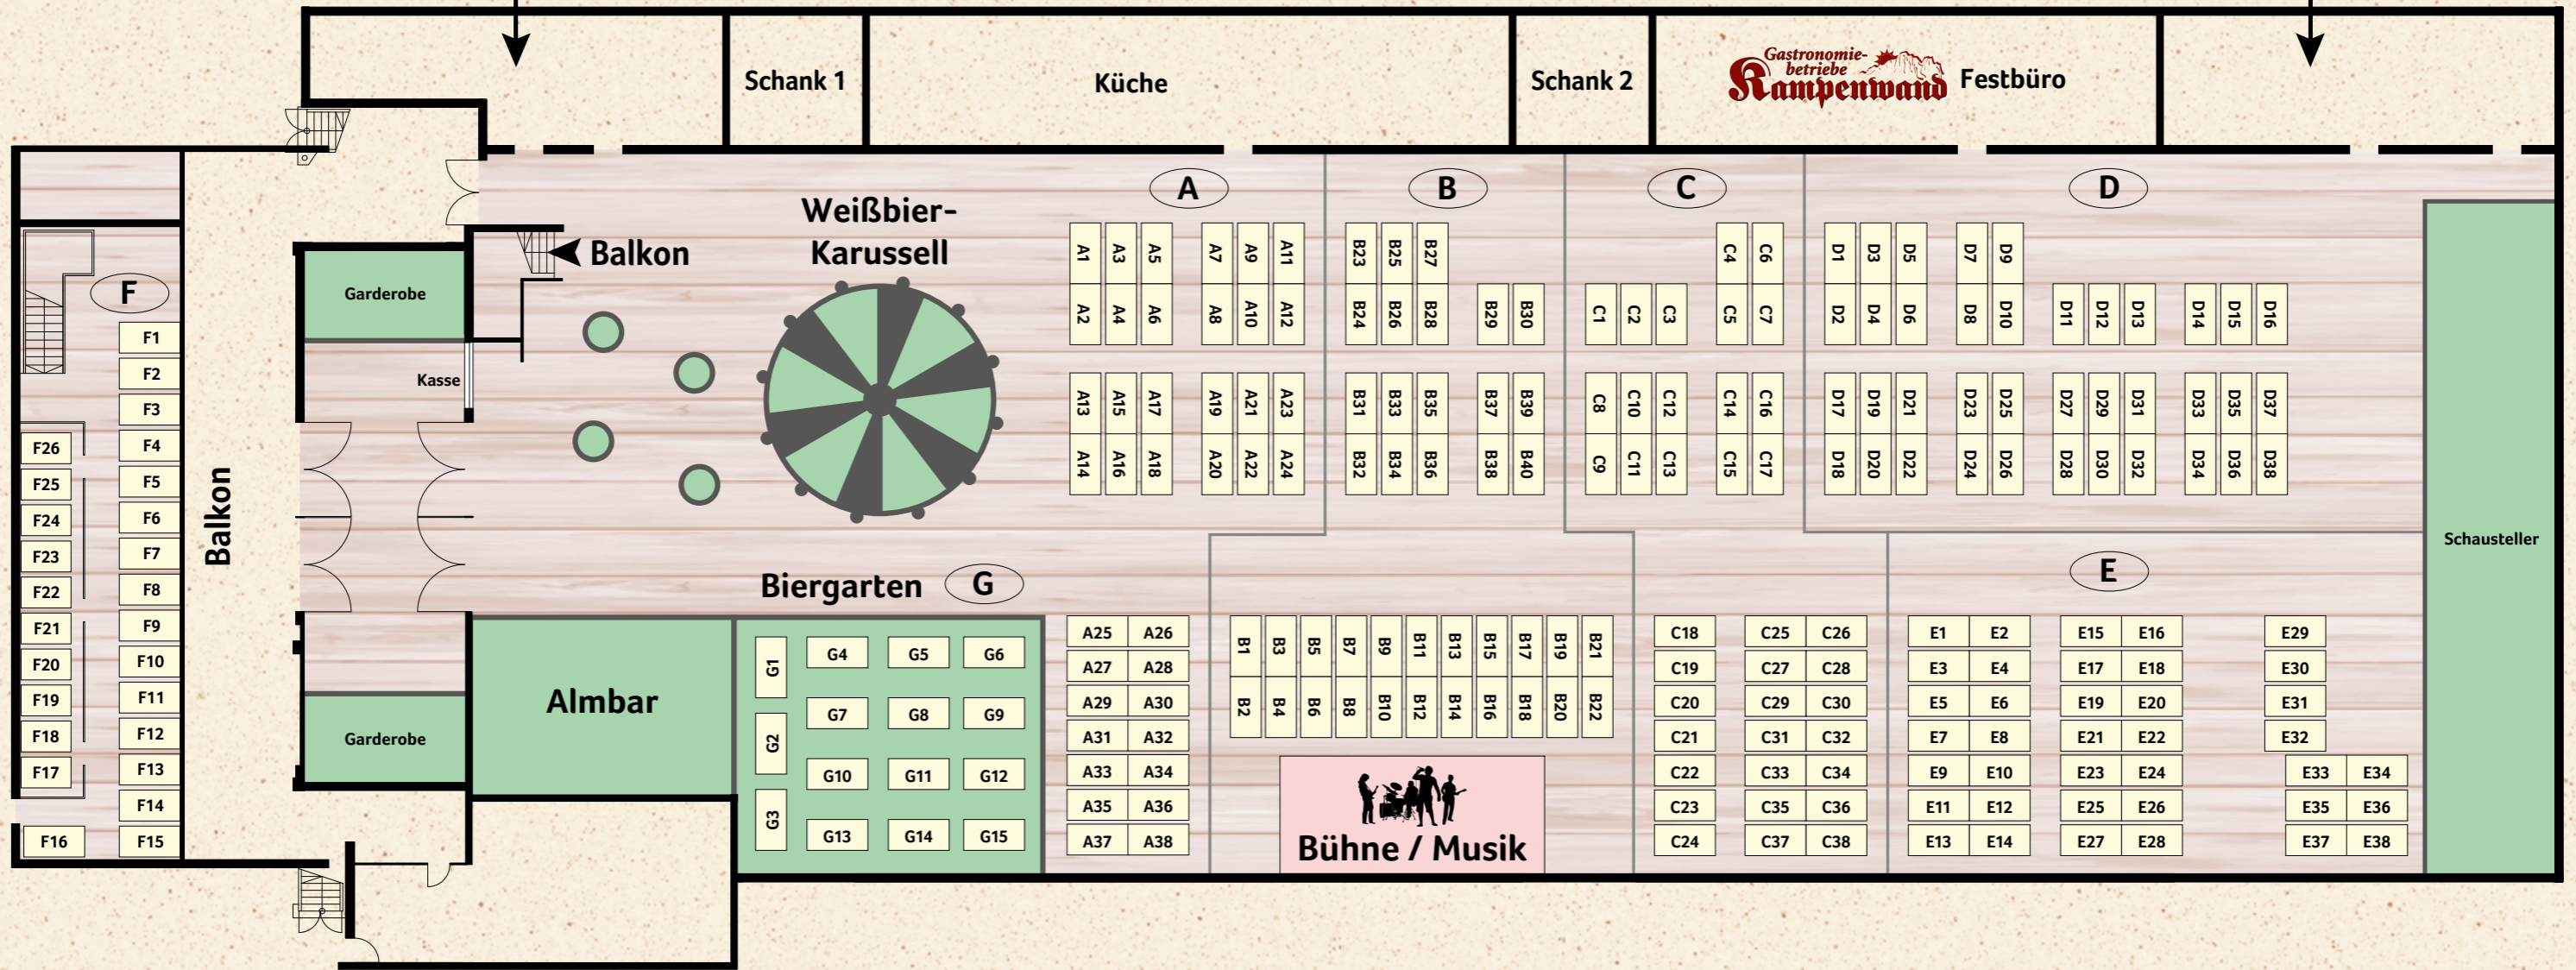 Schank 1
Küche
Schank 2
Gastronomie-
betriebe
Kampenwand
Festbüro
A
B
C
D
Weißbier-
Karussell
Balkon
F
Garderobe
Kasse
F1
F2
F3
F4
F5
F6
F7
F8
F9
F10
F11
F12
F13
F14
F15
F26
F25
F24
F23
F22
F21
F20
F19
F18
F17
F16
Balkon
Garderobe
A1 A3 A5 A7 A9 A11
A2 A4 A6 A8 A10 A12
A13 A15 A17 A19 A21 A23
A14 A16 A18 A20 A22 A24
B23 B25 B27
B24 B26 B28 B29 B30
B31 B33 B35 B37 B39
B32 B34 B36 B38 B40
C4 C6
C1 C2 C3 C5 C7
C8 C10 C12 C14 C16
C9 C11 C13 C15 C17
D1 D3 D5 D7 D9
D2 D4 D6 D8 D10 D11 D12 D13 D14 D15 D16
D17 D19 D21 D23 D25 D27 D29 D31 D33 D35 D37
D18 D20 D22 D24 D26 D28 D30 D32 D34 D36 D38
Schausteller
Biergarten G
E
Almbar
G1
G2
G3
G4 G5 G6
G7 G8 G9
G10 G11 G12
G13 G14 G15
A25 A26
A27 A28
A29 A30
A31 A32
A33 A34
A35 A36
A37 A38
B1 B3 B5 B7 B9 B11 B13 B15 B17 B19 B21
B2 B4 B6 B8 B10 B12 B14 B16 B18 B20 B22
Bühne / Musik
C18 C25 C26
C19 C27 C28
C20 C29 C30
C21 C31 C32
C22 C33 C34
C23 C35 C36
C24 C37 C38
E1 E2 E15 E16 E29
E3 E4 E17 E18 E30
E5 E6 E19 E20 E31
E7 E8 E21 E22 E32
E9 E10 E23 E24 E33 E34
E11 E12 E25 E26 E35 E36
E13 E14 E27 E28 E37 E38